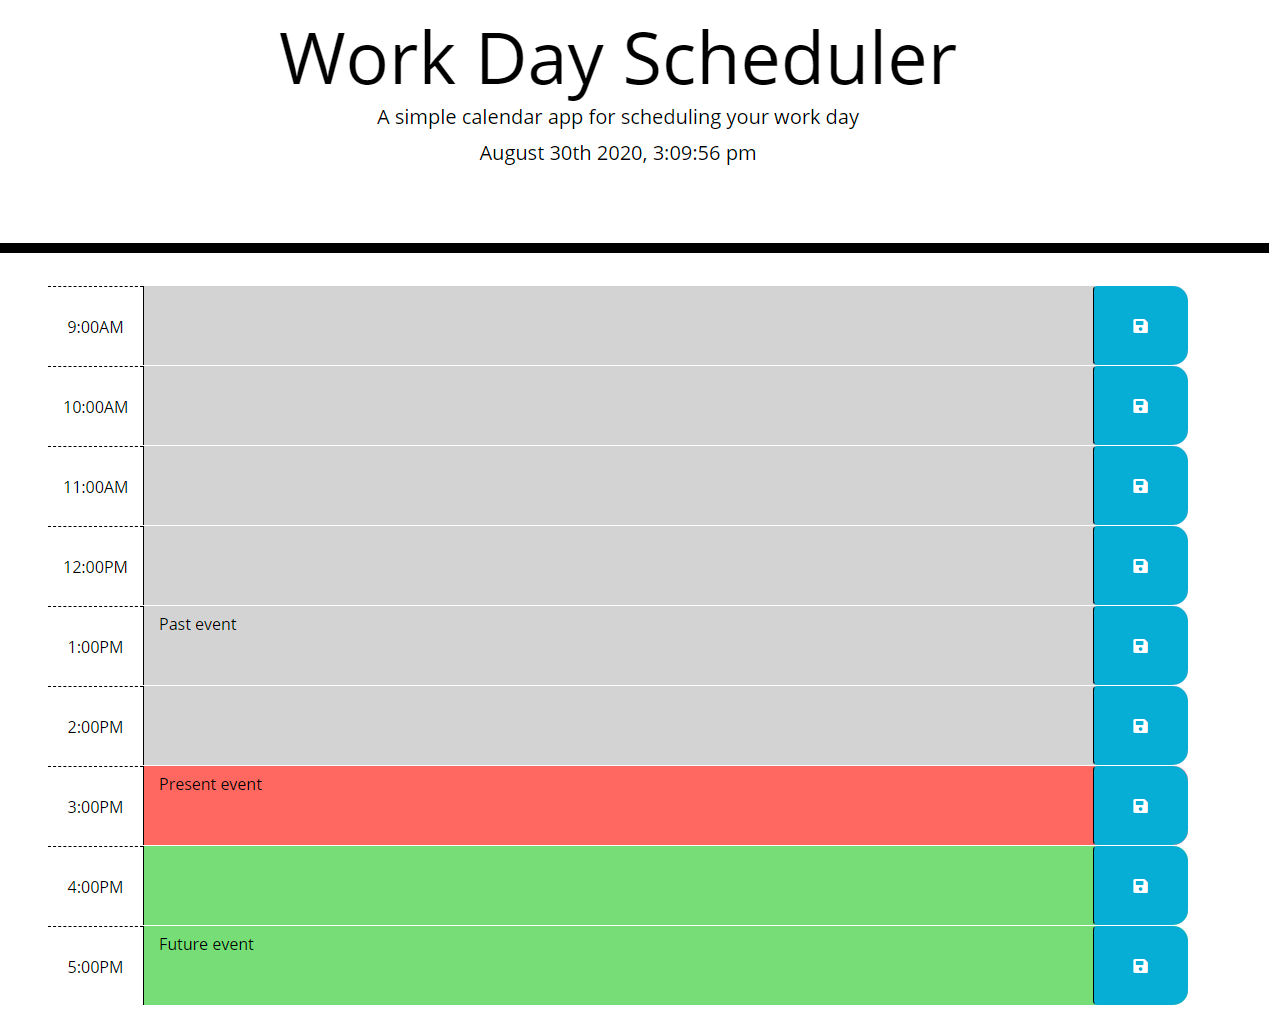 Work Day Scheduler
A simple calendar app for scheduling your work day
August 30th 2020, 3:09:56 pm
9:00AM
10:00AM
11:00AM
12:00PM
1:00PM Past event
2:00PM
3:00PM Present event
4:00PM
5:00PM Future event